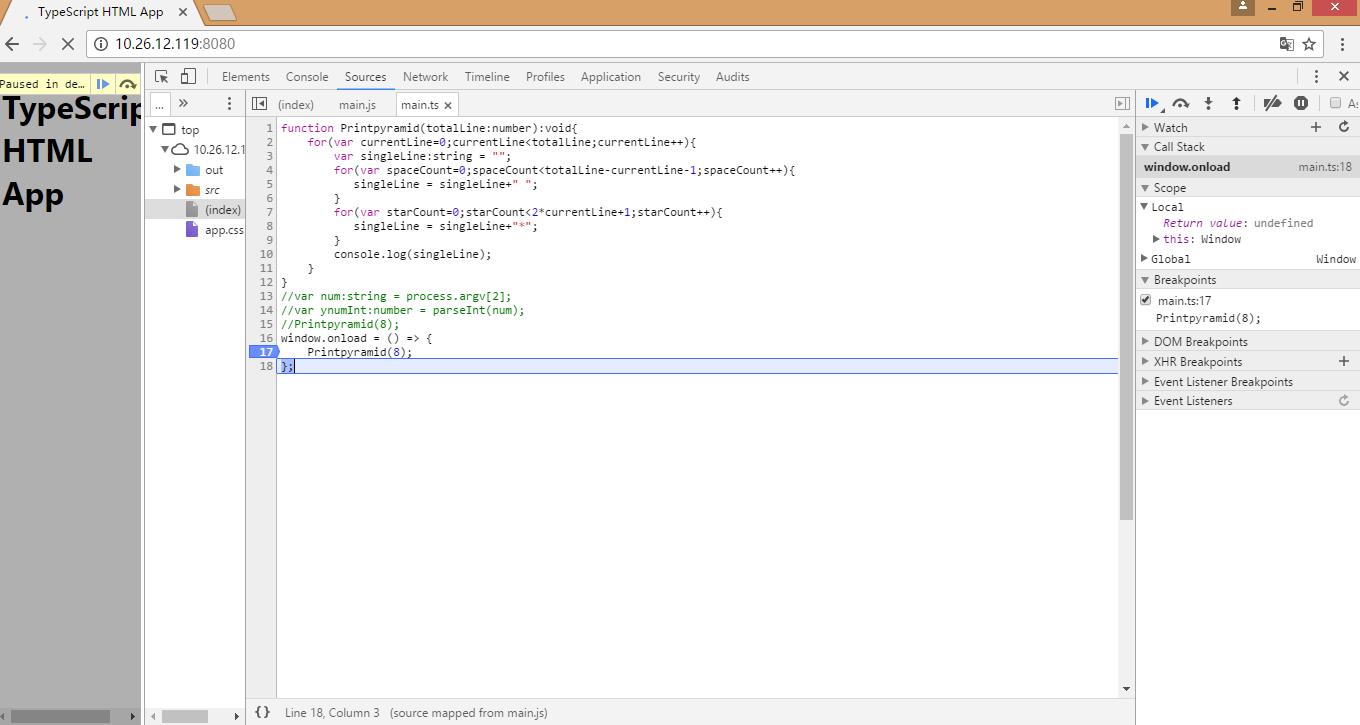 TypeScript HTML App ×
10.26.12.119:8080
Paused in de…
TypeScrip
HTML
App
Elements Console Sources Network Timeline Profiles Application Security Audits
... »
top
10.26.12.1
out
src
(index)
app.css
(index) main.js main.ts ×
1 function Printpyramid(totalLine:number):void{
2 for(var currentLine=0;currentLine<totalLine;currentLine++){
3 var singleLine:string = "";
4 for(var spaceCount=0;spaceCount<totalLine-currentLine-1;spaceCount++){
5 singleLine = singleLine+" ";
6 }
7 for(var starCount=0;starCount<2*currentLine+1;starCount++){
8 singleLine = singleLine+"*";
9 }
10 console.log(singleLine);
11 }
12 }
13 //var num:string = process.argv[2];
14 //var ynumInt:number = parseInt(num);
15 //Printpyramid(8);
16 window.onload = () => {
17 Printpyramid(8);
18 };
{} Line 18, Column 3 (source mapped from main.js)
As
Watch
Call Stack
window.onload main.ts:18
Scope
Local
Return value: undefined
this: Window
Global Window
Breakpoints
main.ts:17
Printpyramid(8);
DOM Breakpoints
XHR Breakpoints
Event Listener Breakpoints
Event Listeners